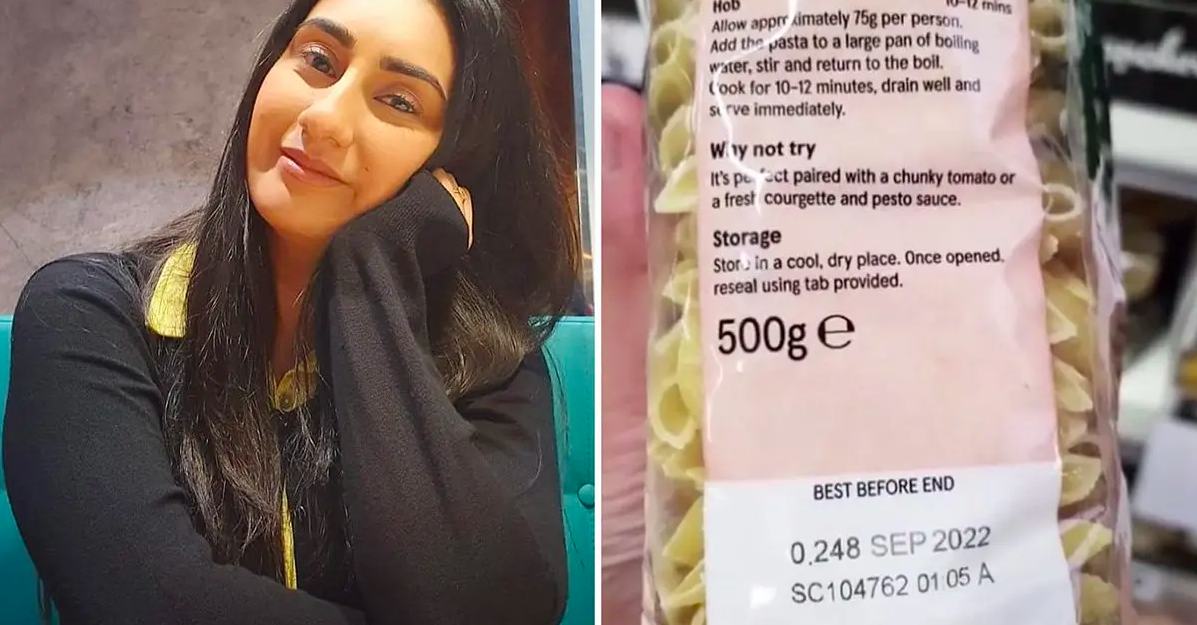 Hob 10-12 mins
Allow approximately 75g per person.
Add the pasta to a large pan of boiling
water, stir and return to the boil.
Cook for 10-12 minutes, drain well and
serve immediately.
Why not try
It's perfect paired with a chunky tomato or
a fresh courgette and pesto sauce.
Storage
Store in a cool, dry place. Once opened,
reseal using tab provided.
500g e
BEST BEFORE END
0.248 SEP 2022
SC104762 01:05 A